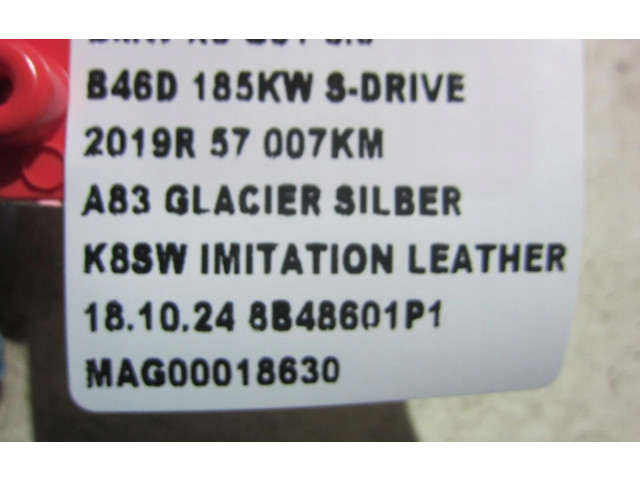 B46D 185KW S-DRIVE
2019R 57 007KM
A83 GLACIER SILBER
K8SW IMITATION LEATHER
18.10.24 8B48601P1
MAG00018630